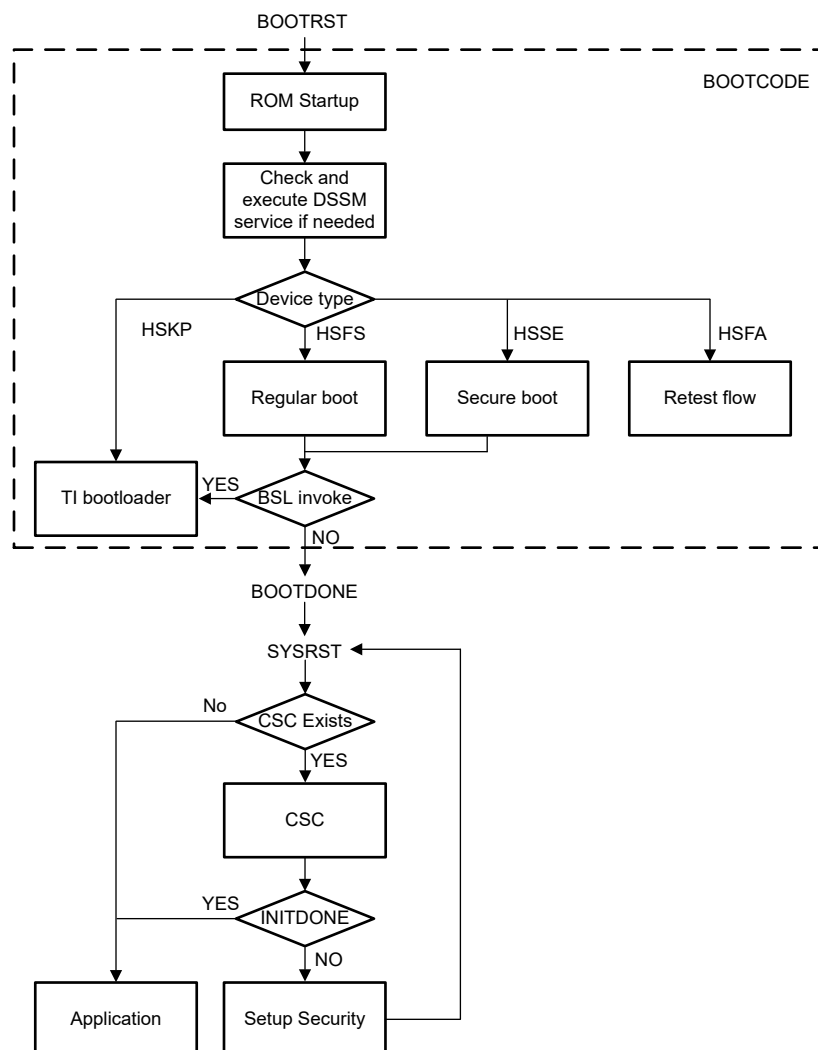 BOOTRST
BOOTCODE
ROM Startup
Check and
execute DSSM
service if needed
Device type
HSKP
HSFS
HSSE
HSFA
Regular boot
Secure boot
Retest flow
TI bootloader
YES
BSL invoke
NO
BOOTDONE
SYSRST
No
CSC Exists
YES
CSC
YES
INITDONE
NO
Application
Setup Security